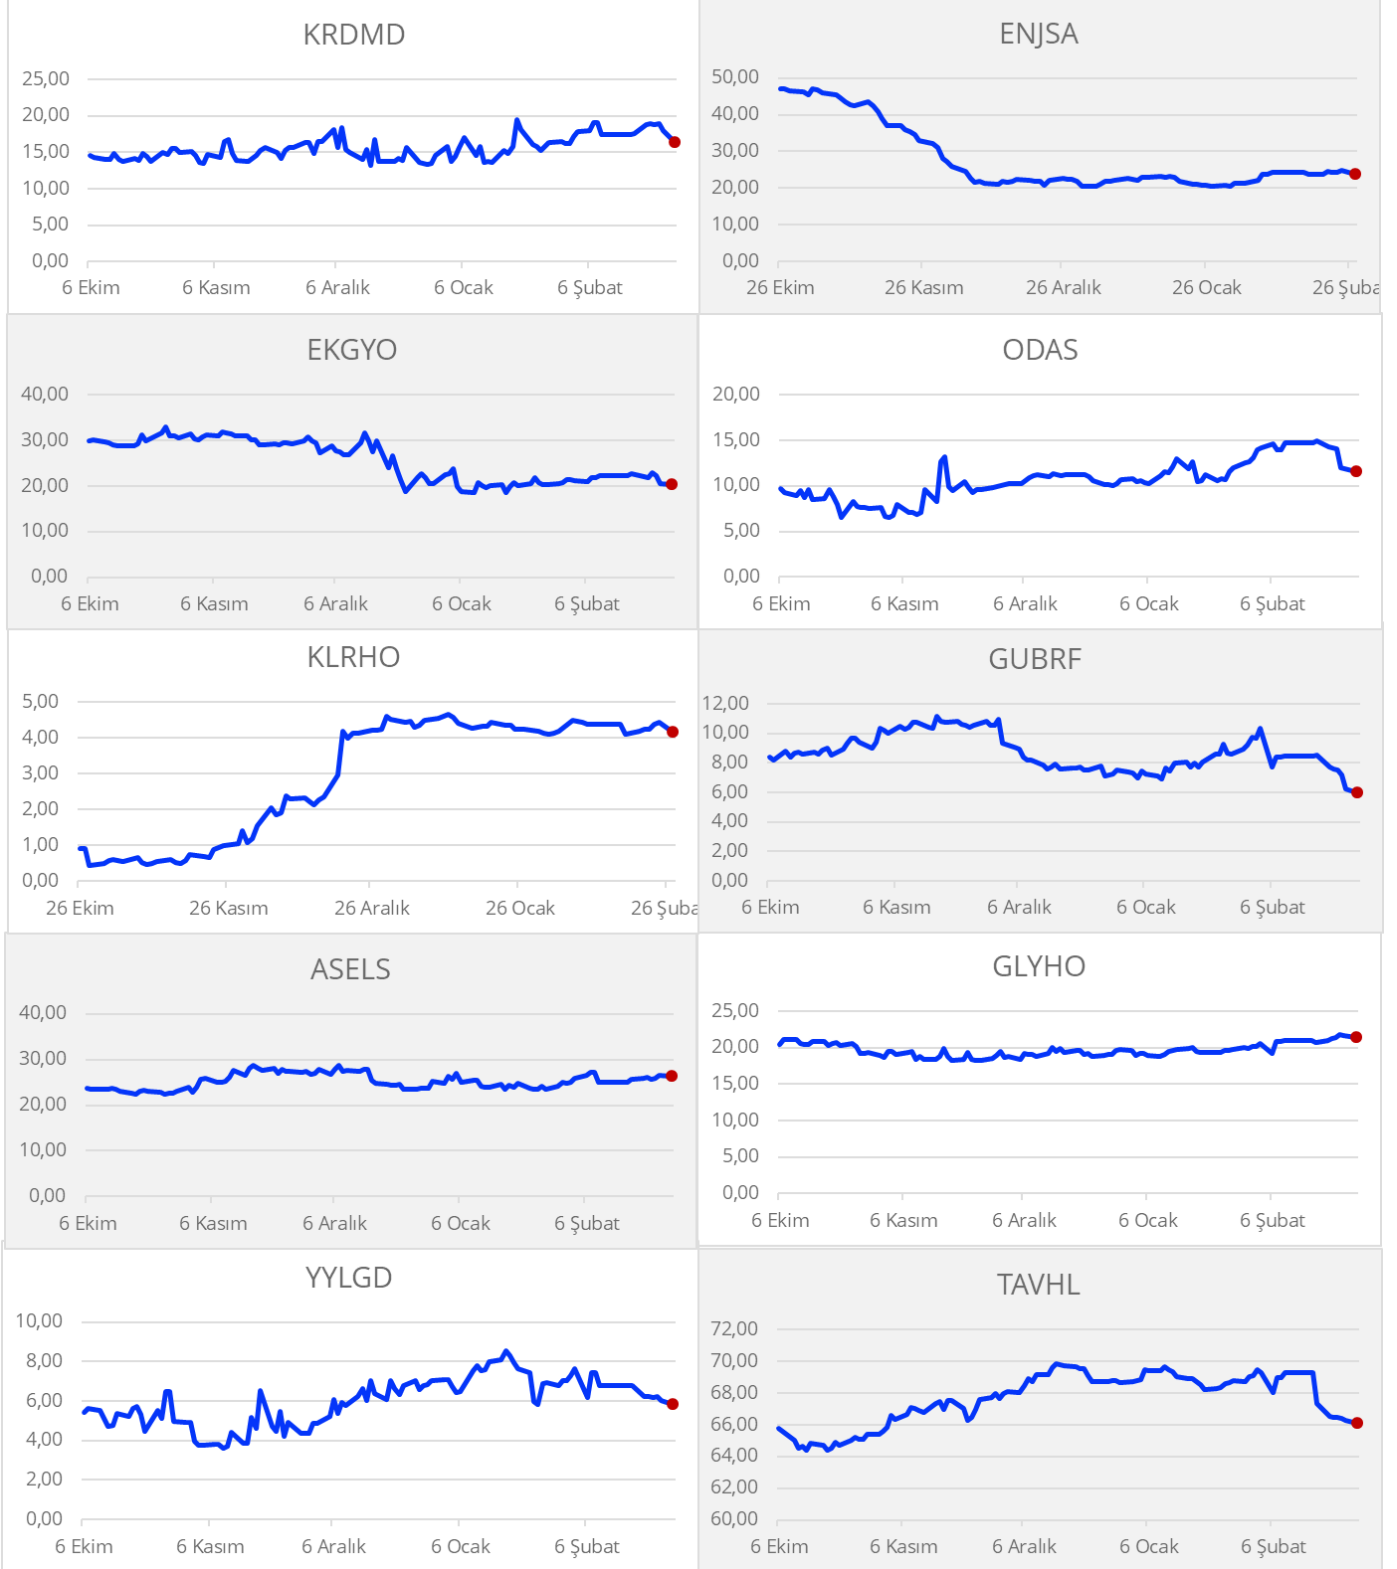 KRDMD
25,00
20,00
15,00
10,00
5,00
0,00
6 Ekim 6 Kasım 6 Aralık 6 Ocak 6 Şubat
ENJSA
50,00
40,00
30,00
20,00
10,00
0,00
26 Ekim 26 Kasım 26 Aralık 26 Ocak 26 Şuba
EKGYO
40,00
30,00
20,00
10,00
0,00
6 Ekim 6 Kasım 6 Aralık 6 Ocak 6 Şubat
ODAS
20,00
15,00
10,00
5,00
0,00
6 Ekim 6 Kasım 6 Aralık 6 Ocak 6 Şubat
KLRHO
5,00
4,00
3,00
2,00
1,00
0,00
26 Ekim 26 Kasım 26 Aralık 26 Ocak 26 Şuba
GUBRF
12,00
10,00
8,00
6,00
4,00
2,00
0,00
6 Ekim 6 Kasım 6 Aralık 6 Ocak 6 Şubat
ASELS
40,00
30,00
20,00
10,00
0,00
6 Ekim 6 Kasım 6 Aralık 6 Ocak 6 Şubat
GLYHO
25,00
20,00
15,00
10,00
5,00
0,00
6 Ekim 6 Kasım 6 Aralık 6 Ocak 6 Şubat
YYLGD
10,00
8,00
6,00
4,00
2,00
0,00
6 Ekim 6 Kasım 6 Aralık 6 Ocak 6 Şubat
TAVHL
72,00
70,00
68,00
66,00
64,00
62,00
60,00
6 Ekim 6 Kasım 6 Aralık 6 Ocak 6 Şubat